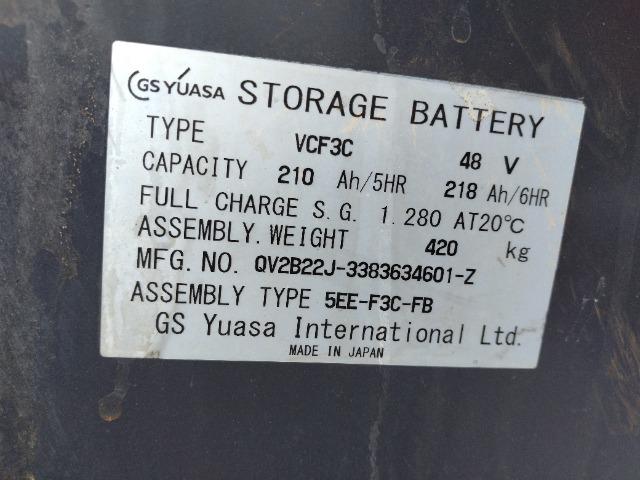 GS YUASA STORAGE BATTERY
TYPE VCF3C 48 V
CAPACITY 210 Ah/5HR 218 Ah/6HR
FULL CHARGE S.G. 1.280 AT20℃
ASSEMBLY.WEIGHT 420 kg
MFG.NO. QV2B22J-3383634601-Z
ASSEMBLY TYPE 5EE-F3C-FB
GS Yuasa International Ltd.
MADE IN JAPAN